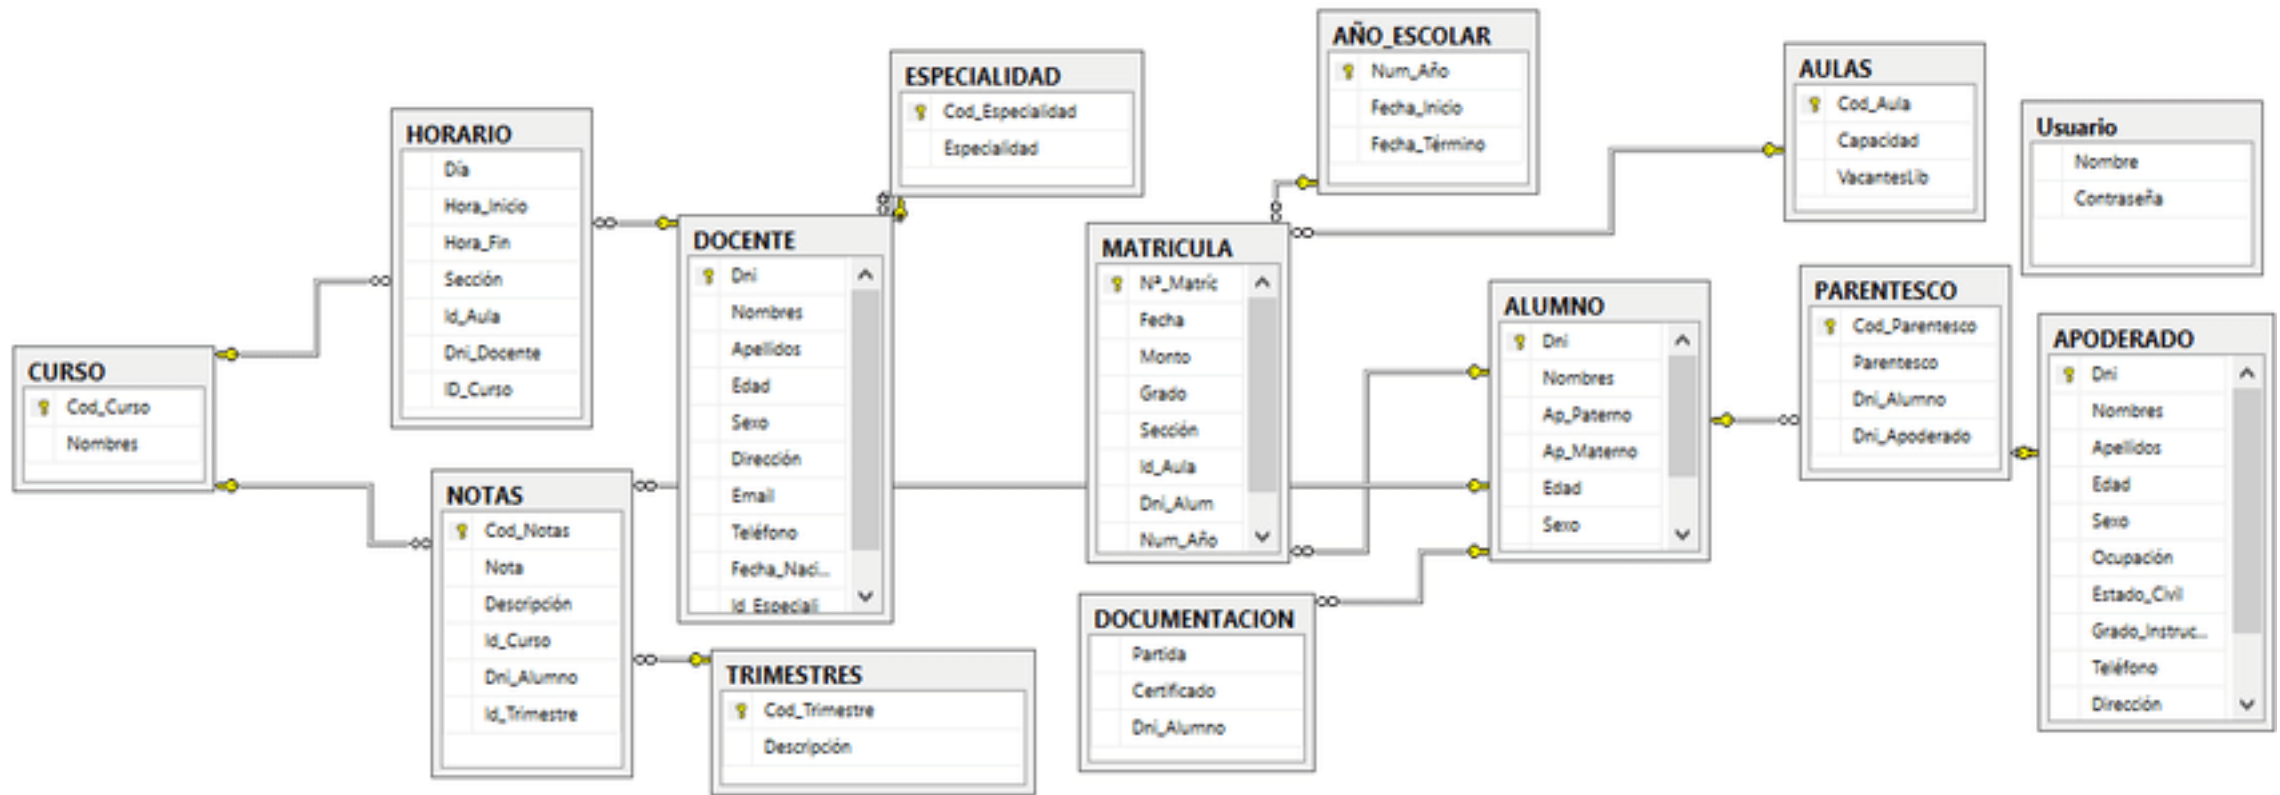 HORARIO
Día
Hora_Inicio
Hora_Fin
Sección
Id_Aula
Dni_Docente
ID_Curso
CURSO
Cod_Curso
Nombres
NOTAS
Cod_Notas
Nota
Descripción
Id_Curso
Dni_Alumno
Id_Trimestre
ESPECIALIDAD
Cod_Especialidad
Especialidad
DOCENTE
Dni
Nombres
Apellidos
Edad
Sexo
Dirección
Email
Teléfono
Fecha_Naci...
Id_Especiali
TRIMESTRES
Cod_Trimestre
Descripción
AÑO_ESCOLAR
Num_Año
Fecha_Inicio
Fecha_Término
MATRICULA
Nª_Matríc
Fecha
Monto
Grado
Sección
Id_Aula
Dni_Alum
Num_Año
DOCUMENTACION
Partida
Certificado
Dni_Alumno
ALUMNO
Dni
Nombres
Ap_Paterno
Ap_Materno
Edad
Sexo
AULAS
Cod_Aula
Capacidad
VacantesLib
Usuario
Nombre
Contraseña
PARENTESCO
Cod_Parentesco
Parentesco
Dni_Alumno
Dni_Apoderado
APODERADO
Dni
Nombres
Apellidos
Edad
Sexo
Ocupación
Estado_Civil
Grado_Instruc...
Teléfono
Dirección